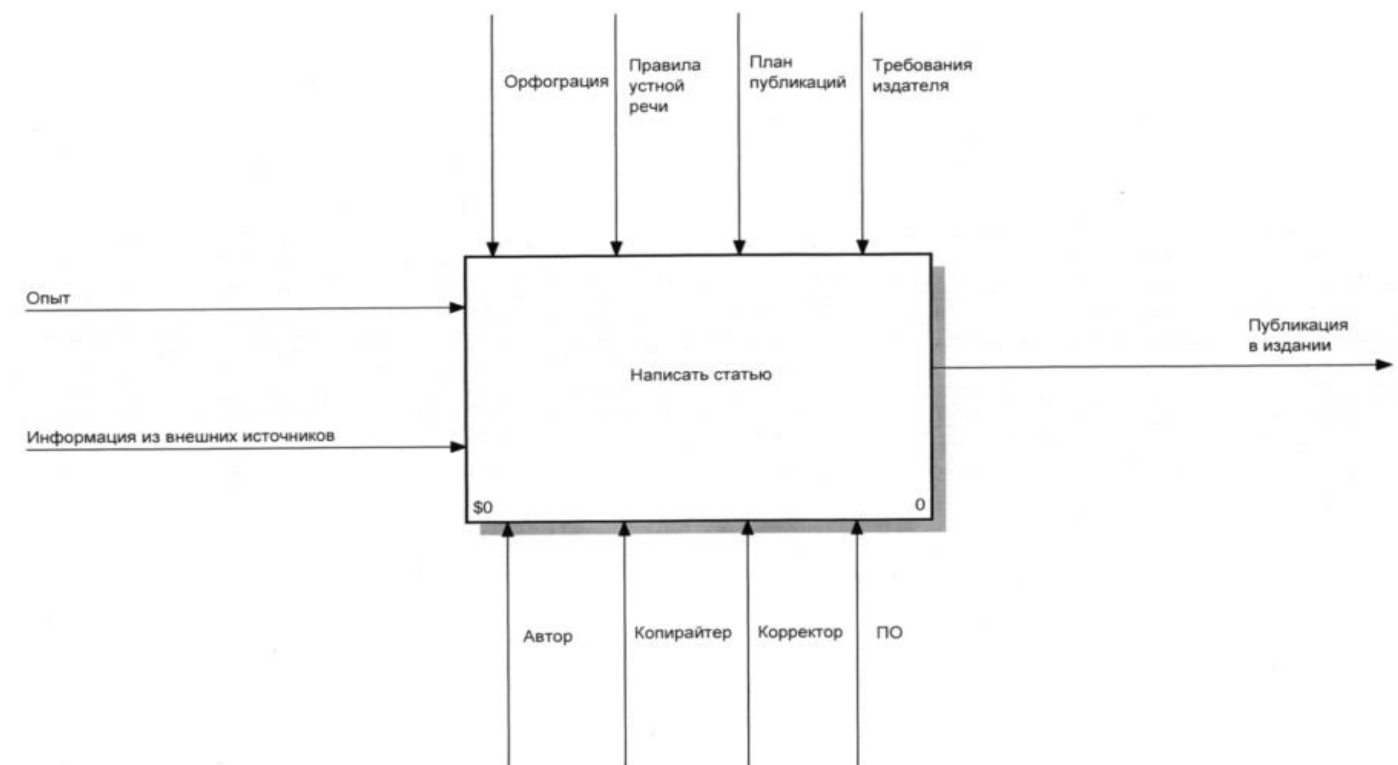 Орфограция
Правила
устной
речи
План
публикаций
Требования
издателя
Опыт
Публикация
в издании
Написать статью
Информация из внешних источников
$0
0
Автор
Копирайтер
Корректор
ПО